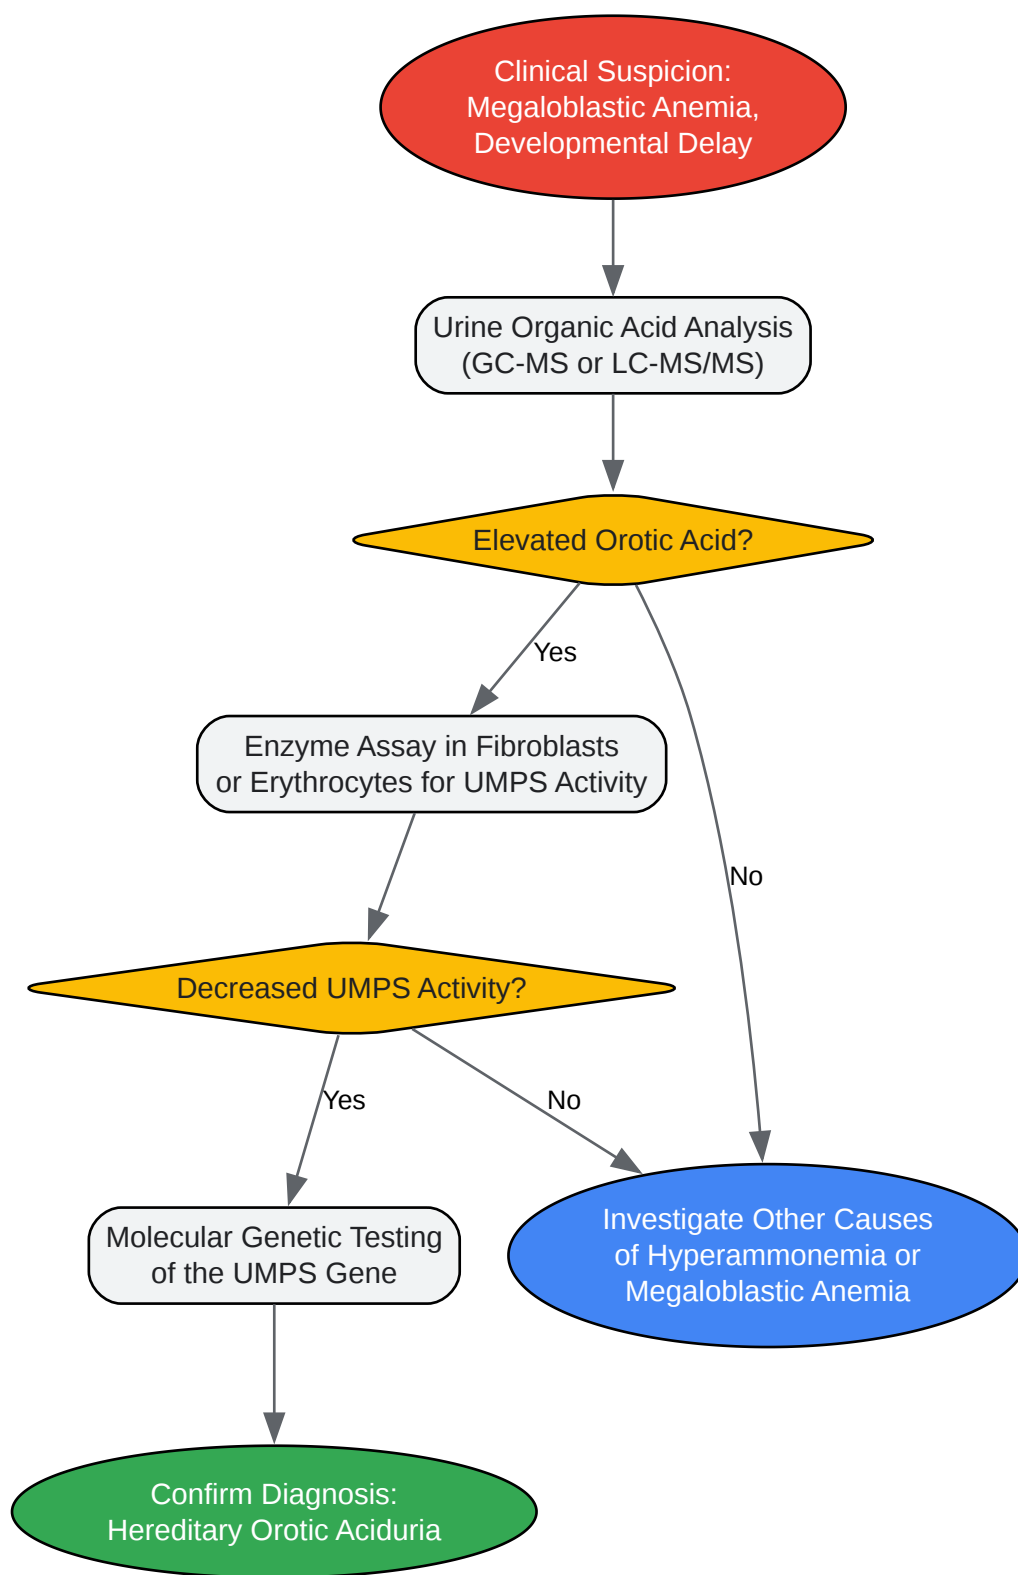 Clinical Suspicion:
Megaloblastic Anemia,
Developmental Delay
Urine Organic Acid Analysis
(GC-MS or LC-MS/MS)
Elevated Orotic Acid?
Yes
Enzyme Assay in Fibroblasts
or Erythrocytes for UMPS Activity
No
Decreased UMPS Activity?
Yes
No
Molecular Genetic Testing
of the UMPS Gene
Investigate Other Causes
of Hyperammonemia or
Megaloblastic Anemia
Confirm Diagnosis:
Hereditary Orotic Aciduria